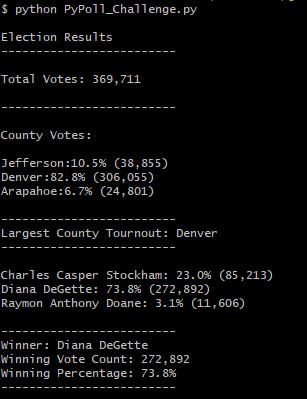 $ python PyPoll_Challenge.py
Election Results
-------------------------
Total Votes: 369,711
-------------------------
County Votes:
Jefferson:10.5% (38,855)
Denver:82.8% (306,055)
Arapahoe:6.7% (24,801)
-------------------------
Largest County Tournout: Denver
-------------------------
Charles Casper Stockham: 23.0% (85,213)
Diana DeGette: 73.8% (272,892)
Raymon Anthony Doane: 3.1% (11,606)
-------------------------
Winner: Diana DeGette
Winning Vote Count: 272,892
Winning Percentage: 73.8%
-------------------------